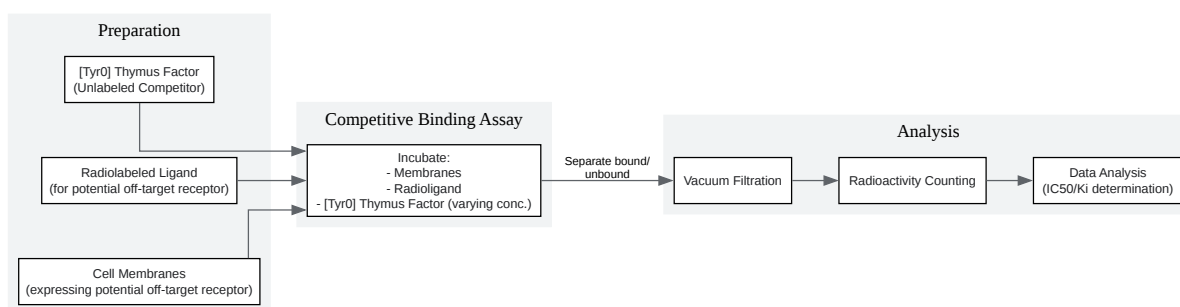 Preparation
[Tyr0] Thymus Factor
(Unlabeled Competitor)
Radiolabeled Ligand
(for potential off-target receptor)
Cell Membranes
(expressing potential off-target receptor)
Competitive Binding Assay
Incubate:
- Membranes
- Radioligand
- [Tyr0] Thymus Factor (varying conc.)
Separate bound/
unbound
Analysis
Vacuum Filtration
Radioactivity Counting
Data Analysis
(IC50/Ki determination)